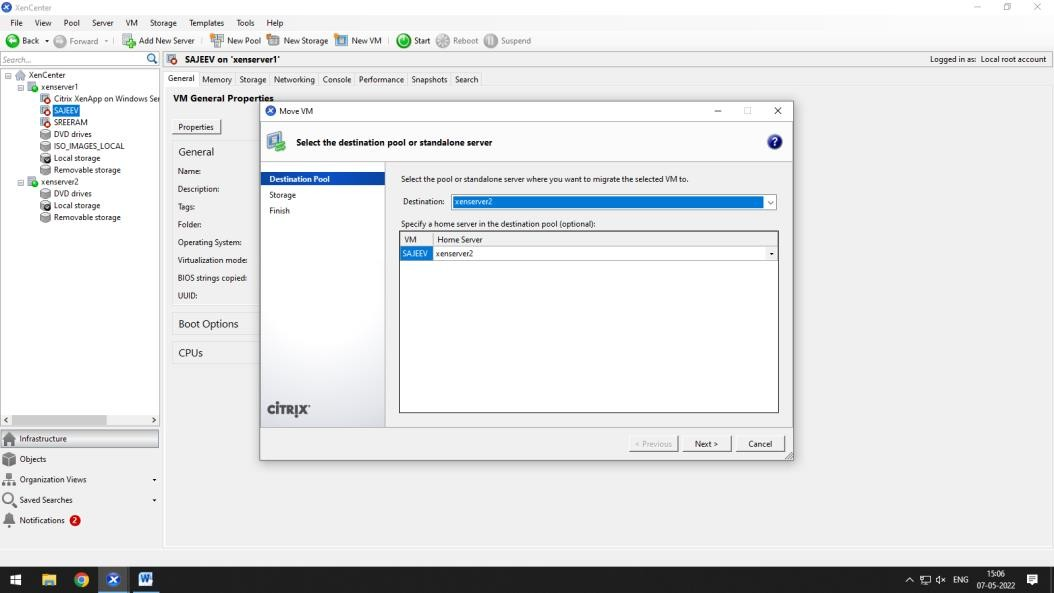 XenCenter
File View Pool Server VM Storage Templates Tools Help
Back Forward Add New Server New Pool New Storage New VM Start Reboot Suspend
Search...
SAJEEV on 'xenserver1'
Logged in as: Local root account
XenCenter
xenserver1
Citrix XenApp on Windows Ser
SAJEEV
SREERAM
DVD drives
ISO_IMAGES_LOCAL
Local storage
Removable storage
xenserver2
DVD drives
Local storage
Removable storage
Infrastructure
Objects
Organization Views
Saved Searches
Notifications 2
General Memory Storage Networking Console Performance Snapshots Search
VM General Properties
Properties
General
Name:
Description:
Tags:
Folder:
Operating System:
Virtualization mode:
BIOS strings copied:
UUID:
Boot Options
CPUs
Move VM
Select the destination pool or standalone server
?
Destination Pool
Storage
Finish
CITRIX
Select the pool or standalone server where you want to migrate the selected VM to.
Destination: xenserver2
Specify a home server in the destination pool (optional):
VM Home Server
SAJEEV xenserver2
< Previous Next > Cancel
ENG
15:06
07-05-2022